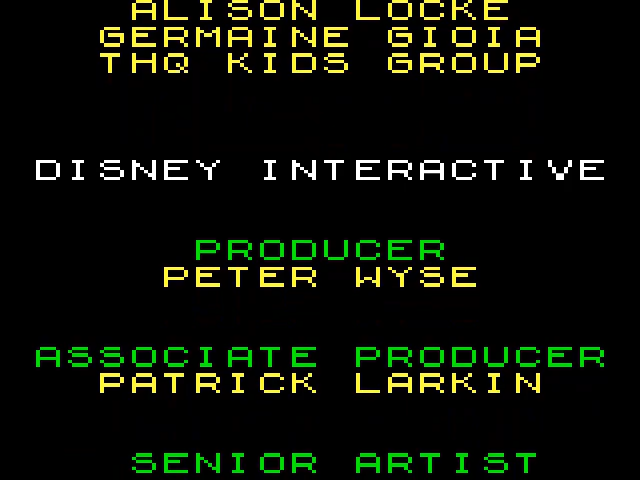 ALISON LOCKE
GERMAINE GIOIA
THQ KIDS GROUP
DISNEY INTERACTIVE
PRODUCER
PETER WYSE
ASSOCIATE PRODUCER
PATRICK LARKIN
SENIOR ARTIST